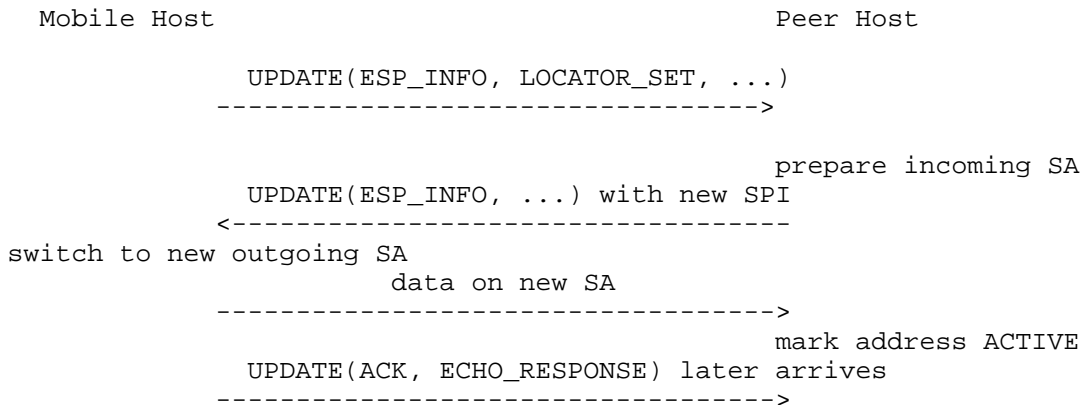 Mobile Host                                   Peer Host
UPDATE(ESP_INFO, LOCATOR_SET, ...)
----------------------------------->
prepare incoming SA
UPDATE(ESP_INFO, ...) with new SPI
<-----------------------------------
switch to new outgoing SA
data on new SA
----------------------------------->
mark address ACTIVE
UPDATE(ACK, ECHO_RESPONSE) later arrives
----------------------------------->